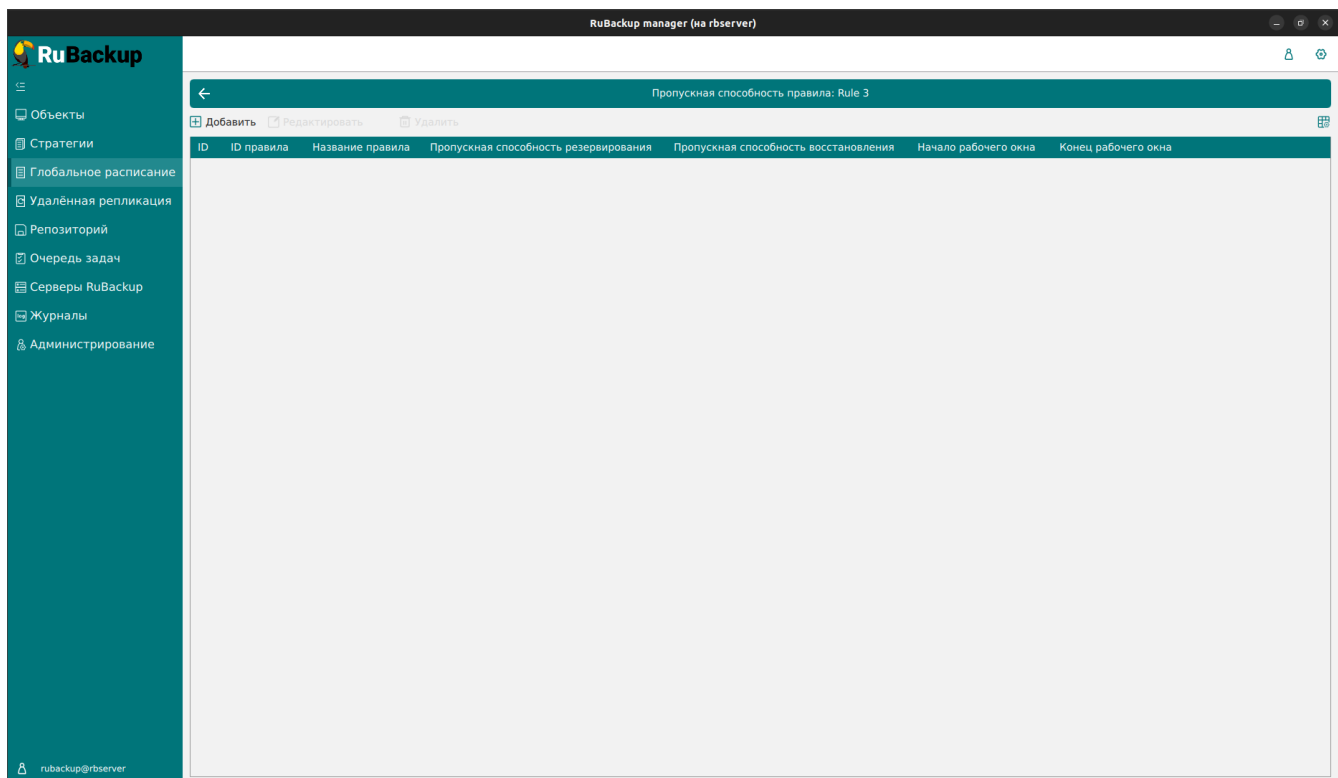 RuBackup manager (на rbserver)
RuBackup
Объекты
Стратегии
Глобальное расписание
Удалённая репликация
Репозиторий
Очередь задач
Серверы RuBackup
Журналы
Администрирование
rubackup@rbserver
Пропускная способность правила: Rule 3
Добавить Редактировать Удалить
ID ID правила Название правила Пропускная способность резервирования Пропускная способность восстановления Начало рабочего окна Конец рабочего окна